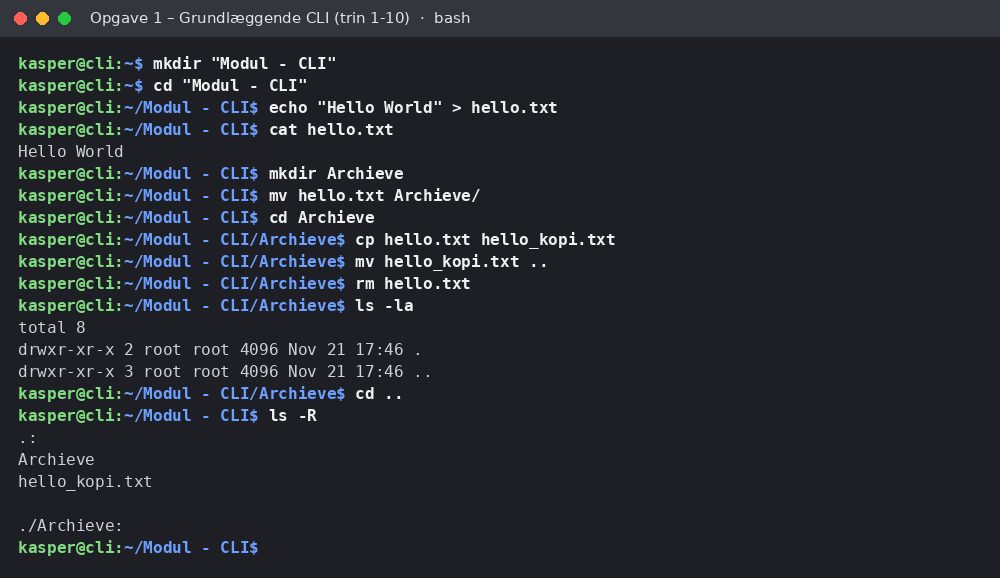 Opgave 1 – Grundlæggende CLI (trin 1-10)  ·  bash
kasper@cli:~$ mkdir "Modul - CLI"
kasper@cli:~$ cd "Modul - CLI"
kasper@cli:~/Modul - CLI$ echo "Hello World" > hello.txt
kasper@cli:~/Modul - CLI$ cat hello.txt
Hello World
kasper@cli:~/Modul - CLI$ mkdir Archieve
kasper@cli:~/Modul - CLI$ mv hello.txt Archieve/
kasper@cli:~/Modul - CLI$ cd Archieve
kasper@cli:~/Modul - CLI/Archieve$ cp hello.txt hello_kopi.txt
kasper@cli:~/Modul - CLI/Archieve$ mv hello_kopi.txt ..
kasper@cli:~/Modul - CLI/Archieve$ rm hello.txt
kasper@cli:~/Modul - CLI/Archieve$ ls -la
total 8
drwxr-xr-x 2 root root 4096 Nov 21 17:46 .
drwxr-xr-x 3 root root 4096 Nov 21 17:46 ..
kasper@cli:~/Modul - CLI/Archieve$ cd ..
kasper@cli:~/Modul - CLI$ ls -R
.:
Archieve
hello_kopi.txt

./Archieve:
kasper@cli:~/Modul - CLI$